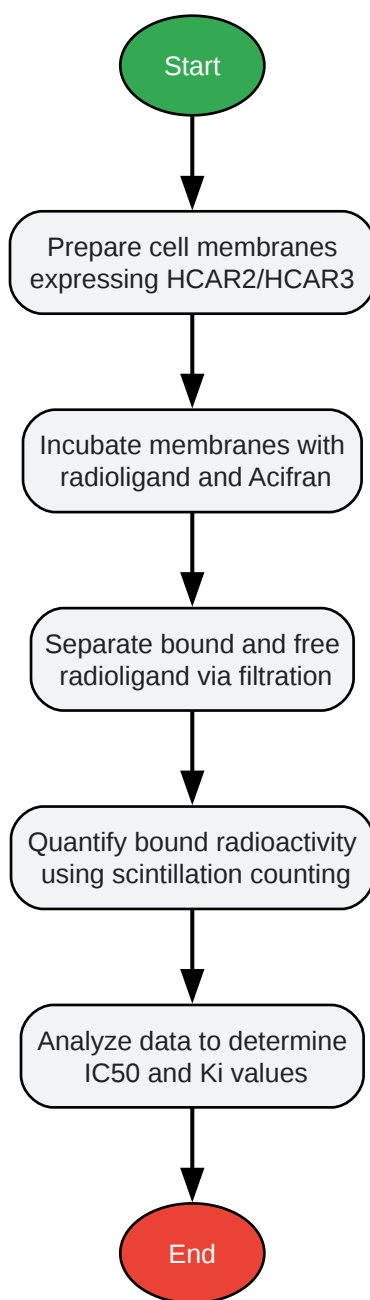 Start
Prepare cell membranes
expressing HCAR2/HCAR3
Incubate membranes with
radioligand and Acifran
Separate bound and free
radioligand via filtration
Quantify bound radioactivity
using scintillation counting
Analyze data to determine
IC50 and Ki values
End